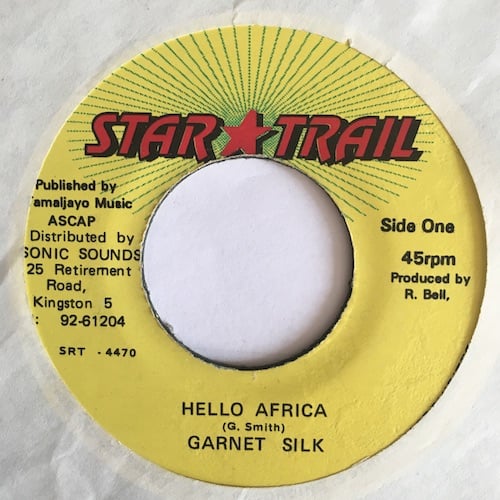 STAR★TRAIL
Published by
amaljayo Music
ASCAP
Distributed by
SONIC SOUNDS
25 Retirement
Road,
Kingston 5
: 92-61204
SRT - 4470
Side One
45rpm
Produced by
R. Bell,
HELLO AFRICA
(G. Smith)
GARNET SILK